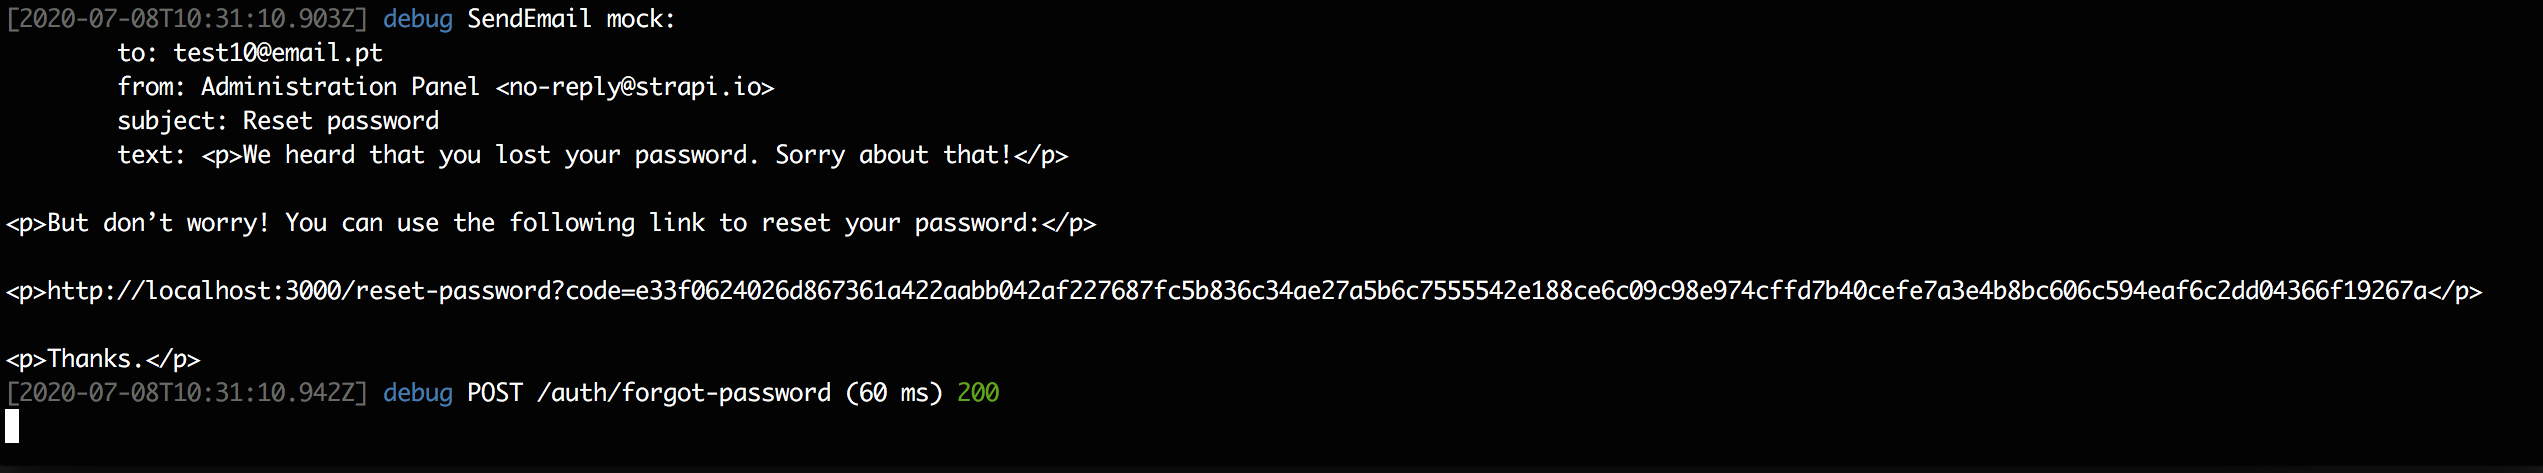 [2020-07-08T10:31:10.903Z] debug SendEmail mock:
to: test10@email.pt
from: Administration Panel <no-reply@strapi.io>
subject: Reset password
text: <p>We heard that you lost your password. Sorry about that!</p>
<p>But don’t worry! You can use the following link to reset your password:</p>
<p>http://localhost:3000/reset-password?code=e33f0624026d867361a422aabb042af227687fc5b836c34ae27a5b6c7555542e188ce6c09c98e974cffd7b40cefe7a3e4b8bc606c594eaf6c2dd04366f19267a</p>
<p>Thanks.</p>
[2020-07-08T10:31:10.942Z] debug POST /auth/forgot-password (60 ms) 200